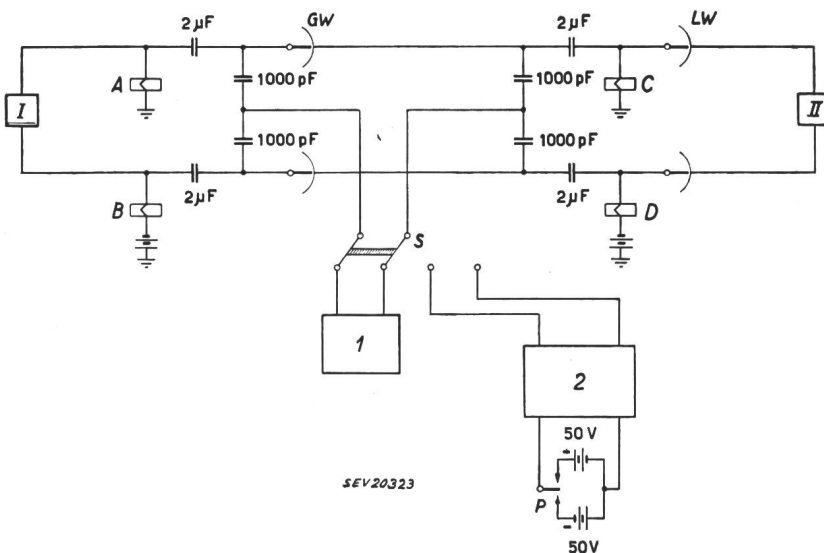 2 µF
GW
2 µF
LW
A
1000 pF
1000 pF
C
I
II
1000 pF
1000 pF
2 µF
2 µF
B
D
S
1
2
50 V
+
P
−
50 V
SEV20323